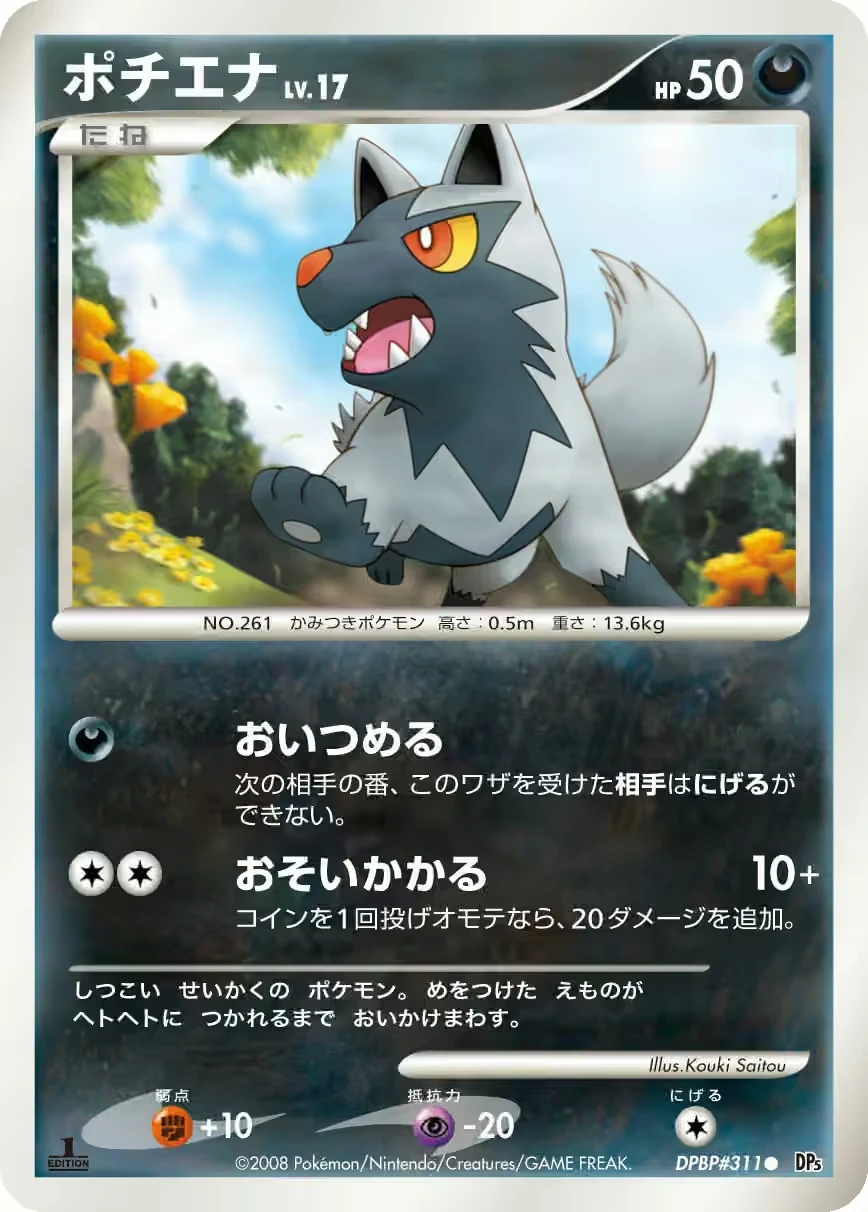 ポチエナ LV.17 HP 50
たね
NO.261 かみつきポケモン 高さ:0.5m 重さ:13.6kg
おいつめる
次の相手の番、このワザを受けた相手はにげるが
できない。
おそいかかる 10+
コインを1回投げオモテなら、20ダメージを追加。
しつこい せいかくの ポケモン。 めをつけた えものが
ヘトヘトに つかれるまで おいかけまわす。
Illus.Kouki Saitou
弱点 抵抗力 にげる
+10 -20
1 EDITION
©2008 Pokémon/Nintendo/Creatures/GAME FREAK. DPBP#311● DP5